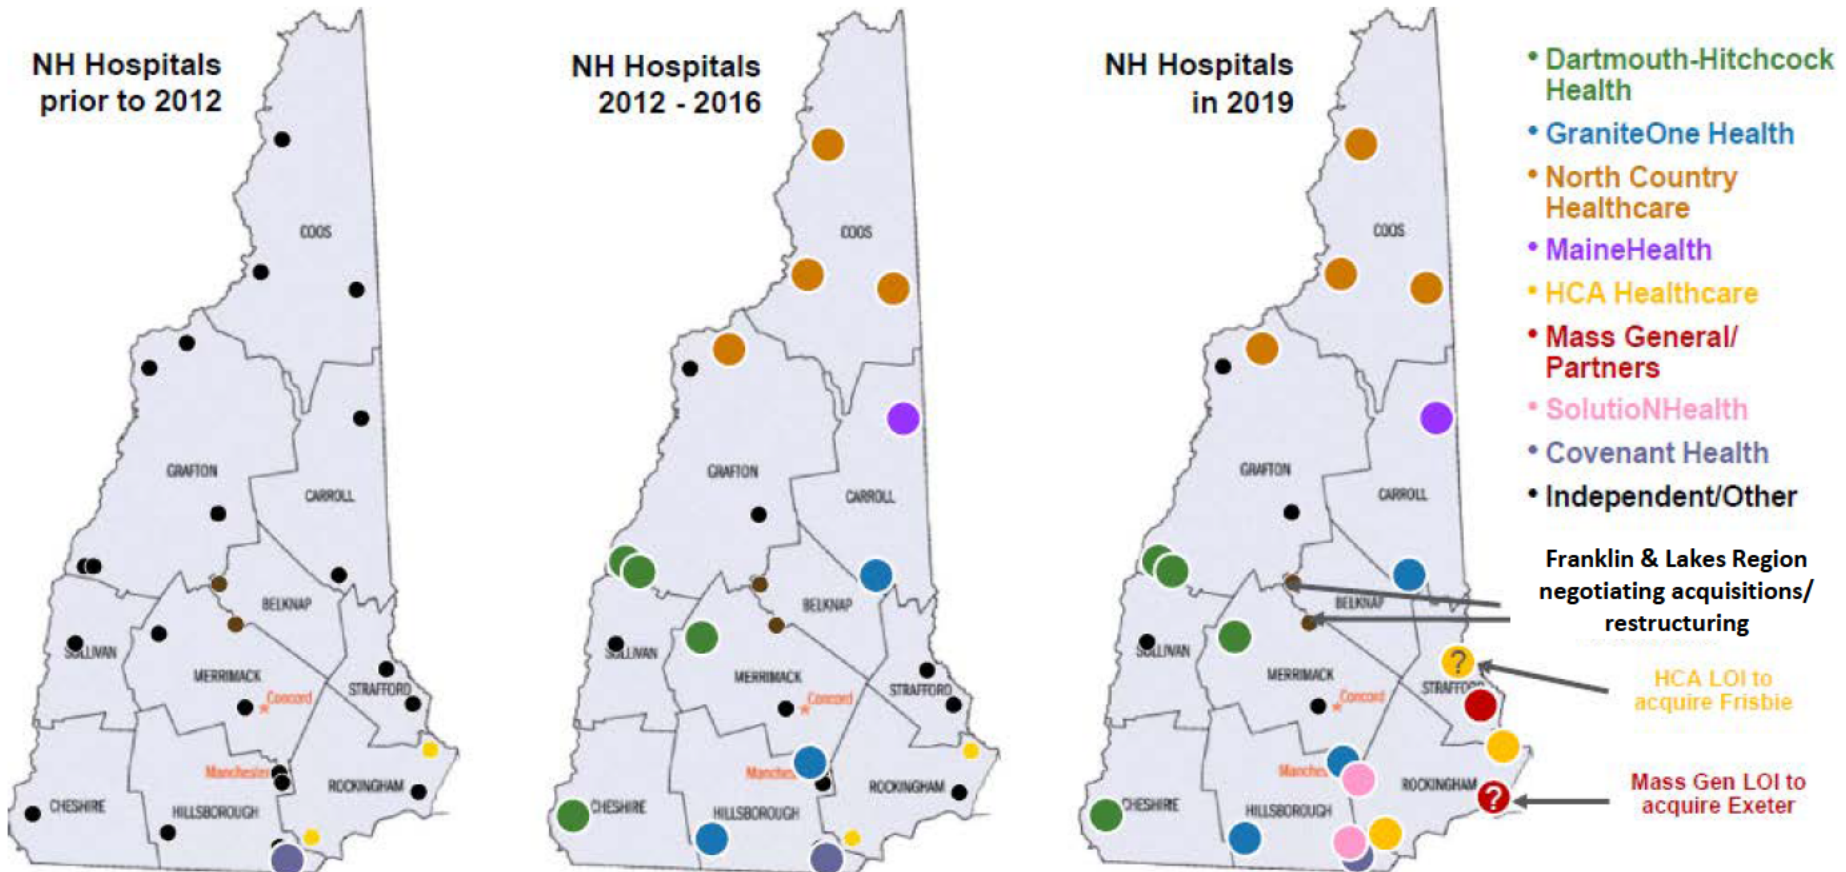 NH Hospitals
prior to 2012
COOS
GRAFTON
CARROLL
BELKNAP
SULLIVAN
MERRIMACK
Concord
STRAFFORD
Manchester
ROCKINGHAM
CHESHIRE
HILLSBOROUGH
NH Hospitals
2012 - 2016
COOS
GRAFTON
CARROLL
BELKNAP
SULLIVAN
MERRIMACK
Concord
STRAFFORD
ROCKINGHAM
CHESHIRE
HILLSBOROUGH
NH Hospitals
in 2019
COOS
GRAFTON
CARROLL
BELKNAP
SULLIVAN
MERRIMACK
Concord
?
STRAFFORD
ROCKINGHAM
?
CHESHIRE
HILLSBOROUGH
• Dartmouth-Hitchcock
Health
• GraniteOne Health
• North Country
Healthcare
• MaineHealth
• HCA Healthcare
• Mass General/
Partners
• SolutioNHealth
• Covenant Health
• Independent/Other
Franklin & Lakes Region
negotiating acquisitions/
restructuring
HCA LOI to
acquire Frisbie
Mass Gen LOI to
acquire Exeter